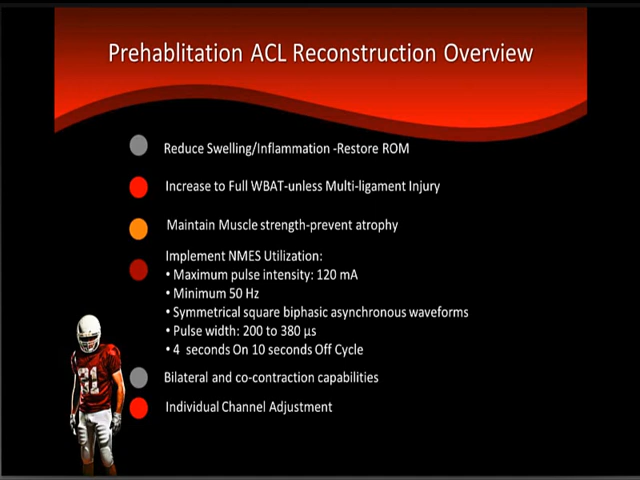 Prehablitation ACL Reconstruction Overview
Reduce Swelling/Inflammation -Restore ROM
Increase to Full WBAT-unless Multi-ligament Injury
Maintain Muscle strength-prevent atrophy
Implement NMES Utilization:
• Maximum pulse intensity: 120 mA
• Minimum 50 Hz
• Symmetrical square biphasic asynchronous waveforms
• Pulse width: 200 to 380 µs
• 4 seconds On 10 seconds Off Cycle
Bilateral and co-contraction capabilities
Individual Channel Adjustment
21